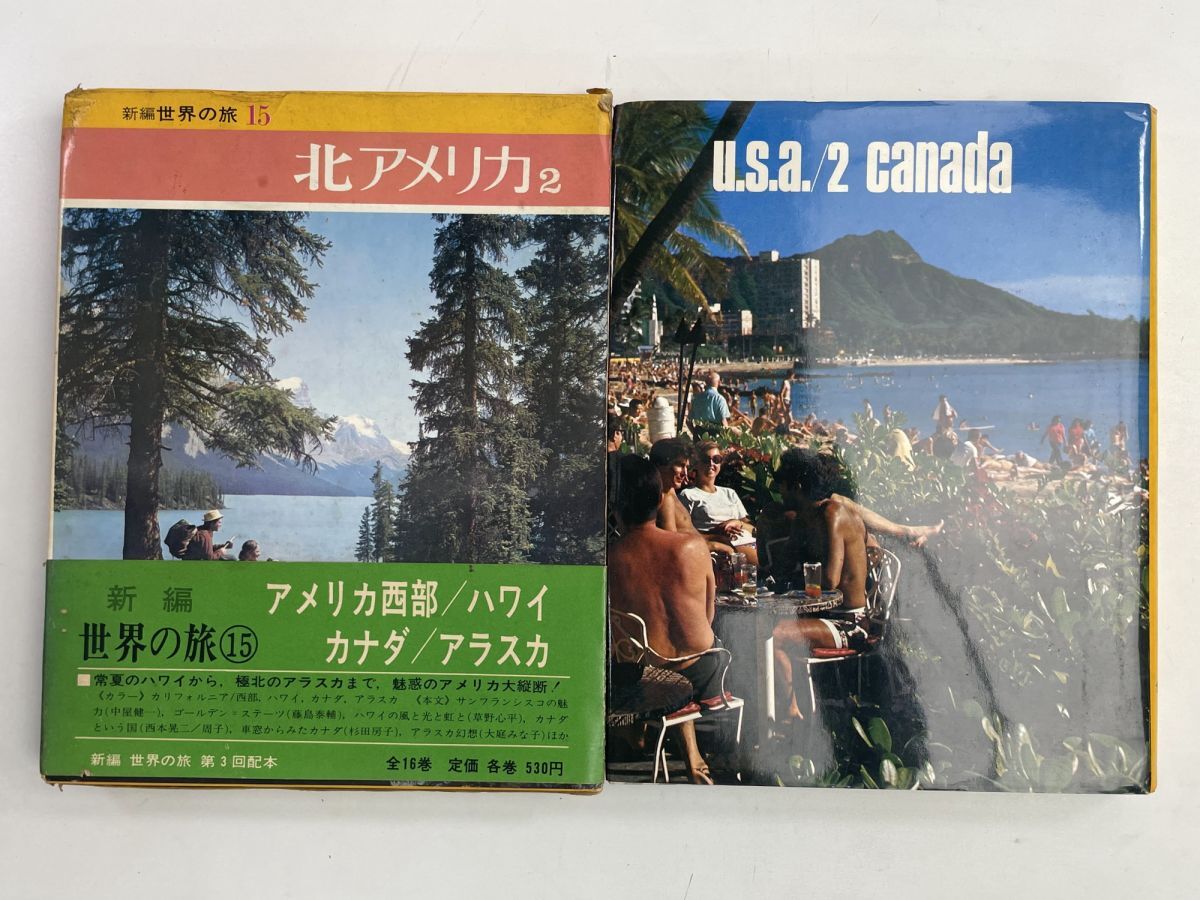 新編 世界の旅 15
北アメリカ2
新編
世界の旅⑮
アメリカ西部/ハワイ
カナダ/アラスカ
■常夏のハワイから,極北のアラスカまで,魅惑のアメリカ大縦断!
《カラー》カリフォルニア/西部,ハワイ,カナダ,アラスカ 《本文》サンフランシスコの魅
力(中屋健一),ゴールデン=ステーツ(藤島泰輔),ハワイの風と光と虹と(草野心平),カナダ
という国(西本晃二/周子),車窓からみたカナダ(杉田房子),アラスカ幻想(大庭みな子)ほか
新編 世界の旅 第3回配本
全16巻 定価 各巻 530円
u.s.a./2 canada